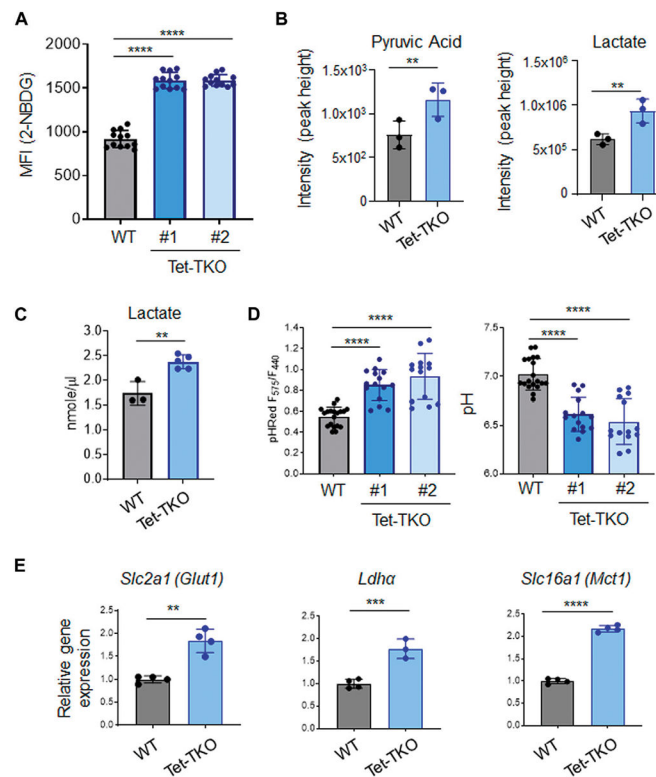 A
****
****
MFI (2-NBDG)
2000
1500
1000
500
0
WT
#1
#2
Tet-TKO
B
Pyruvic Acid
**
Intensity (peak height)
1.5x10³
1.0x10³
5x10²
0
WT
Tet-TKO
Lactate
**
Intensity (peak height)
1.5x10⁶
1.0x10⁶
5x10⁵
0
WT
Tet-TKO
C
Lactate
**
nmole/µl
3.0
2.5
2.0
1.5
1.0
0.5
0.0
WT
Tet-TKO
D
****
****
pHRed F575/F440
1.4
1.2
1.0
0.8
0.6
0.4
0.2
0.0
WT
#1
#2
Tet-TKO
****
****
pH
7.5
7.0
6.5
6.0
WT
#1
#2
Tet-TKO
E
Slc2a1 (Glut1)
**
Relative gene
expression
2.5
2.0
1.5
1.0
0.5
0.0
WT
Tet-TKO
Ldhα
***
2.5
2.0
1.5
1.0
0.5
0.0
WT
Tet-TKO
Slc16a1 (Mct1)
****
2.5
2.0
1.5
1.0
0.5
0.0
WT
Tet-TKO